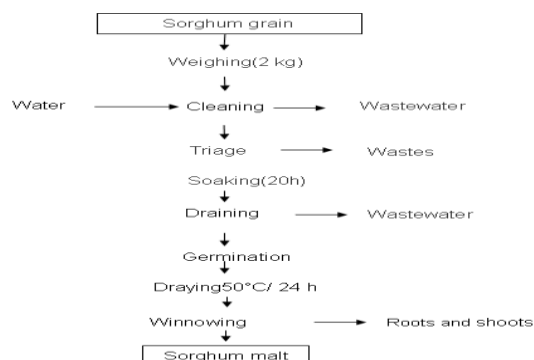 Sorghum grain
Weighing(2 kg)
Water Cleaning Wastewater
Triage Wastes
Soaking(20h)
Draining Wastewater
Germination
Draying50°C/ 24 h
Winnowing Roots and shoots
Sorghum malt